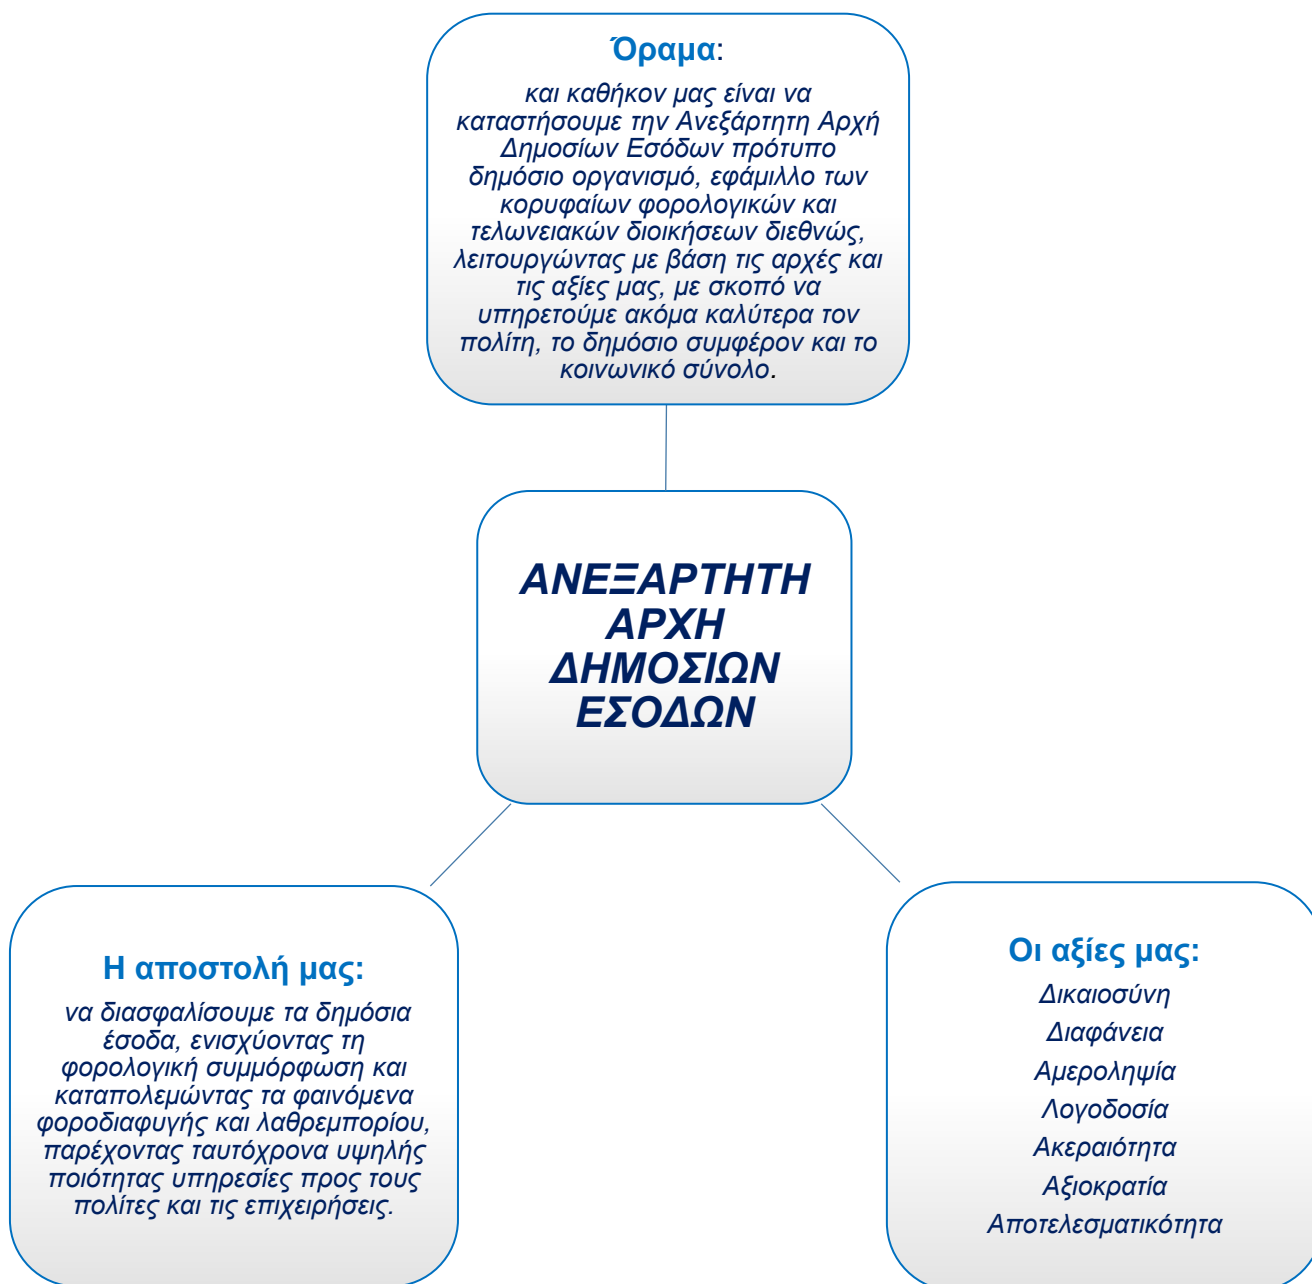 Όραμα:
και καθήκον μας είναι να
καταστήσουμε την Ανεξάρτητη Αρχή
Δημοσίων Εσόδων πρότυπο
δημόσιο οργανισμό, εφάμιλλο των
κορυφαίων φορολογικών και
τελωνειακών διοικήσεων διεθνώς,
λειτουργώντας με βάση τις αρχές και
τις αξίες μας, με σκοπό να
υπηρετούμε ακόμα καλύτερα τον
πολίτη, το δημόσιο συμφέρον και το
κοινωνικό σύνολο.
ΑΝΕΞΑΡΤΗΤΗ
ΑΡΧΗ
ΔΗΜΟΣΙΩΝ
ΕΣΟΔΩΝ
Η αποστολή μας:
να διασφαλίσουμε τα δημόσια
έσοδα, ενισχύοντας τη
φορολογική συμμόρφωση και
καταπολεμώντας τα φαινόμενα
φοροδιαφυγής και λαθρεμπορίου,
παρέχοντας ταυτόχρονα υψηλής
ποιότητας υπηρεσίες προς τους
πολίτες και τις επιχειρήσεις.
Οι αξίες μας:
Δικαιοσύνη
Διαφάνεια
Αμεροληψία
Λογοδοσία
Ακεραιότητα
Αξιοκρατία
Αποτελεσματικότητα